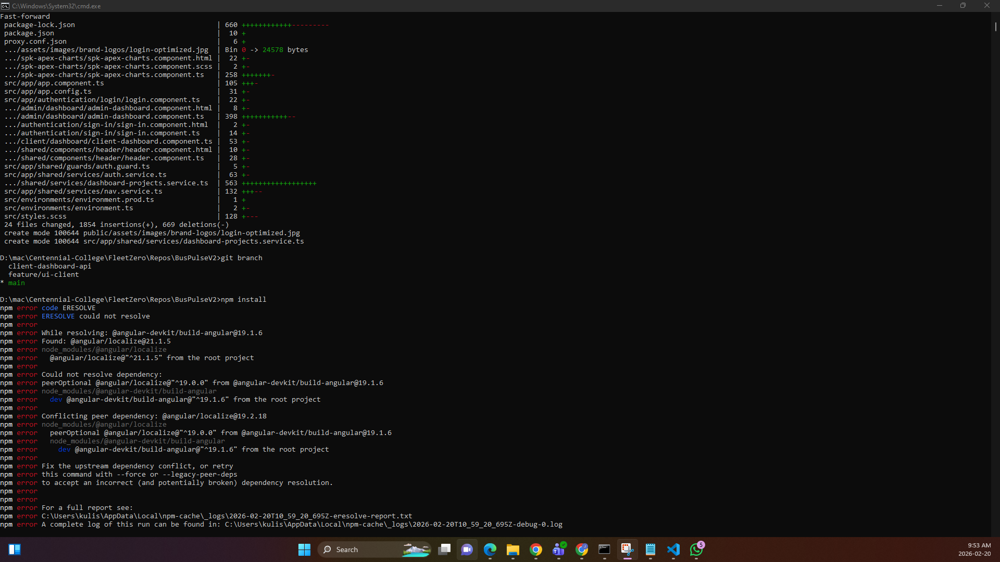 C:\Windows\System32\cmd.exe
Fast-forward
 package-lock.json | 660 ++++++++++++---------
 package.json | 10 +
 proxy.conf.json | 6 +
 .../assets/images/brand-logos/login-optimized.jpg | Bin 0 -> 24578 bytes
 .../spk-apex-charts/spk-apex-charts.component.html | 22 +-
 .../spk-apex-charts/spk-apex-charts.component.scss | 2 +-
 .../spk-apex-charts/spk-apex-charts.component.ts | 258 +++++++-
 src/app/app.component.ts | 105 +++-
 src/app/app.config.ts | 31 +-
 src/app/authentication/login/login.component.ts | 22 +-
 .../admin/dashboard/admin-dashboard.component.html | 8 +-
 .../admin/dashboard/admin-dashboard.component.ts | 398 +++++++++++--
 .../authentication/sign-in/sign-in.component.html | 2 +-
 .../authentication/sign-in/sign-in.component.ts | 14 +-
 .../client/dashboard/client-dashboard.component.ts | 53 +-
 .../shared/components/header/header.component.html | 10 +-
 .../shared/components/header/header.component.ts | 28 +-
 src/app/shared/guards/auth.guard.ts | 5 +-
 src/app/shared/services/auth.service.ts | 63 +-
 .../shared/services/dashboard-projects.service.ts | 563 ++++++++++++++++++
 src/app/shared/services/nav.service.ts | 132 +++--
 src/environments/environment.prod.ts | 1 +
 src/environments/environment.ts | 2 +-
 src/styles.scss | 128 +---
 24 files changed, 1854 insertions(+), 669 deletions(-)
 create mode 100644 public/assets/images/brand-logos/login-optimized.jpg
 create mode 100644 src/app/shared/services/dashboard-projects.service.ts
D:\mac\Centennial-College\FleetZero\Repos\BusPulseV2>git branch
  client-dashboard-api
  feature/ui-client
* main
D:\mac\Centennial-College\FleetZero\Repos\BusPulseV2>npm install
npm error code ERESOLVE
npm error ERESOLVE could not resolve
npm error
npm error While resolving: @angular-devkit/build-angular@19.1.6
npm error Found: @angular/localize@21.1.5
npm error node_modules/@angular/localize
npm error   @angular/localize@"^21.1.5" from the root project
npm error
npm error Could not resolve dependency:
npm error peerOptional @angular/localize@"^19.0.0" from @angular-devkit/build-angular@19.1.6
npm error node_modules/@angular-devkit/build-angular
npm error   dev @angular-devkit/build-angular@"^19.1.6" from the root project
npm error
npm error Conflicting peer dependency: @angular/localize@19.2.18
npm error node_modules/@angular/localize
npm error   peerOptional @angular/localize@"^19.0.0" from @angular-devkit/build-angular@19.1.6
npm error   node_modules/@angular-devkit/build-angular
npm error     dev @angular-devkit/build-angular@"^19.1.6" from the root project
npm error
npm error Fix the upstream dependency conflict, or retry
npm error this command with --force or --legacy-peer-deps
npm error to accept an incorrect (and potentially broken) dependency resolution.
npm error
npm error
npm error For a full report see:
npm error C:\Users\kulis\AppData\Local\npm-cache\_logs\2026-02-20T10_59_20_695Z-eresolve-report.txt
npm error A complete log of this run can be found in: C:\Users\kulis\AppData\Local\npm-cache\_logs\2026-02-20T10_59_20_695Z-debug-0.log
Search
5
9:53 AM
2026-02-20